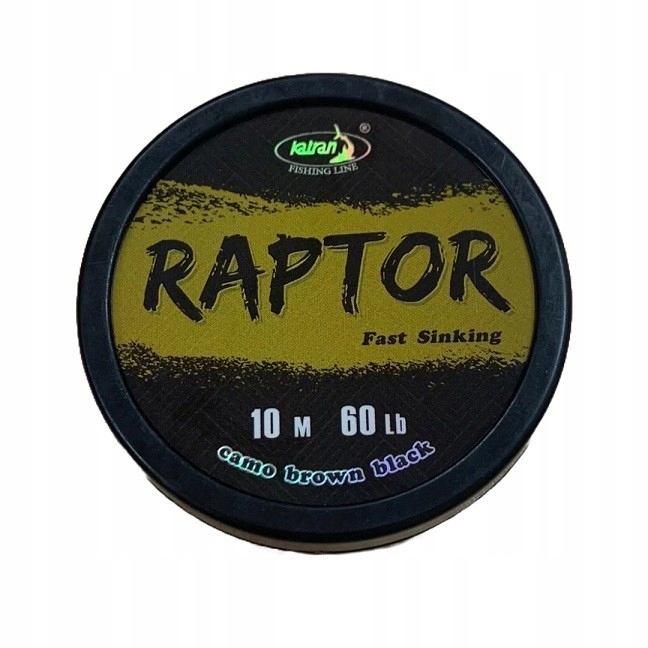 Katran ®
FISHING LINE
RAPTOR
Fast Sinking
10 M 60 Lb
camo brown black